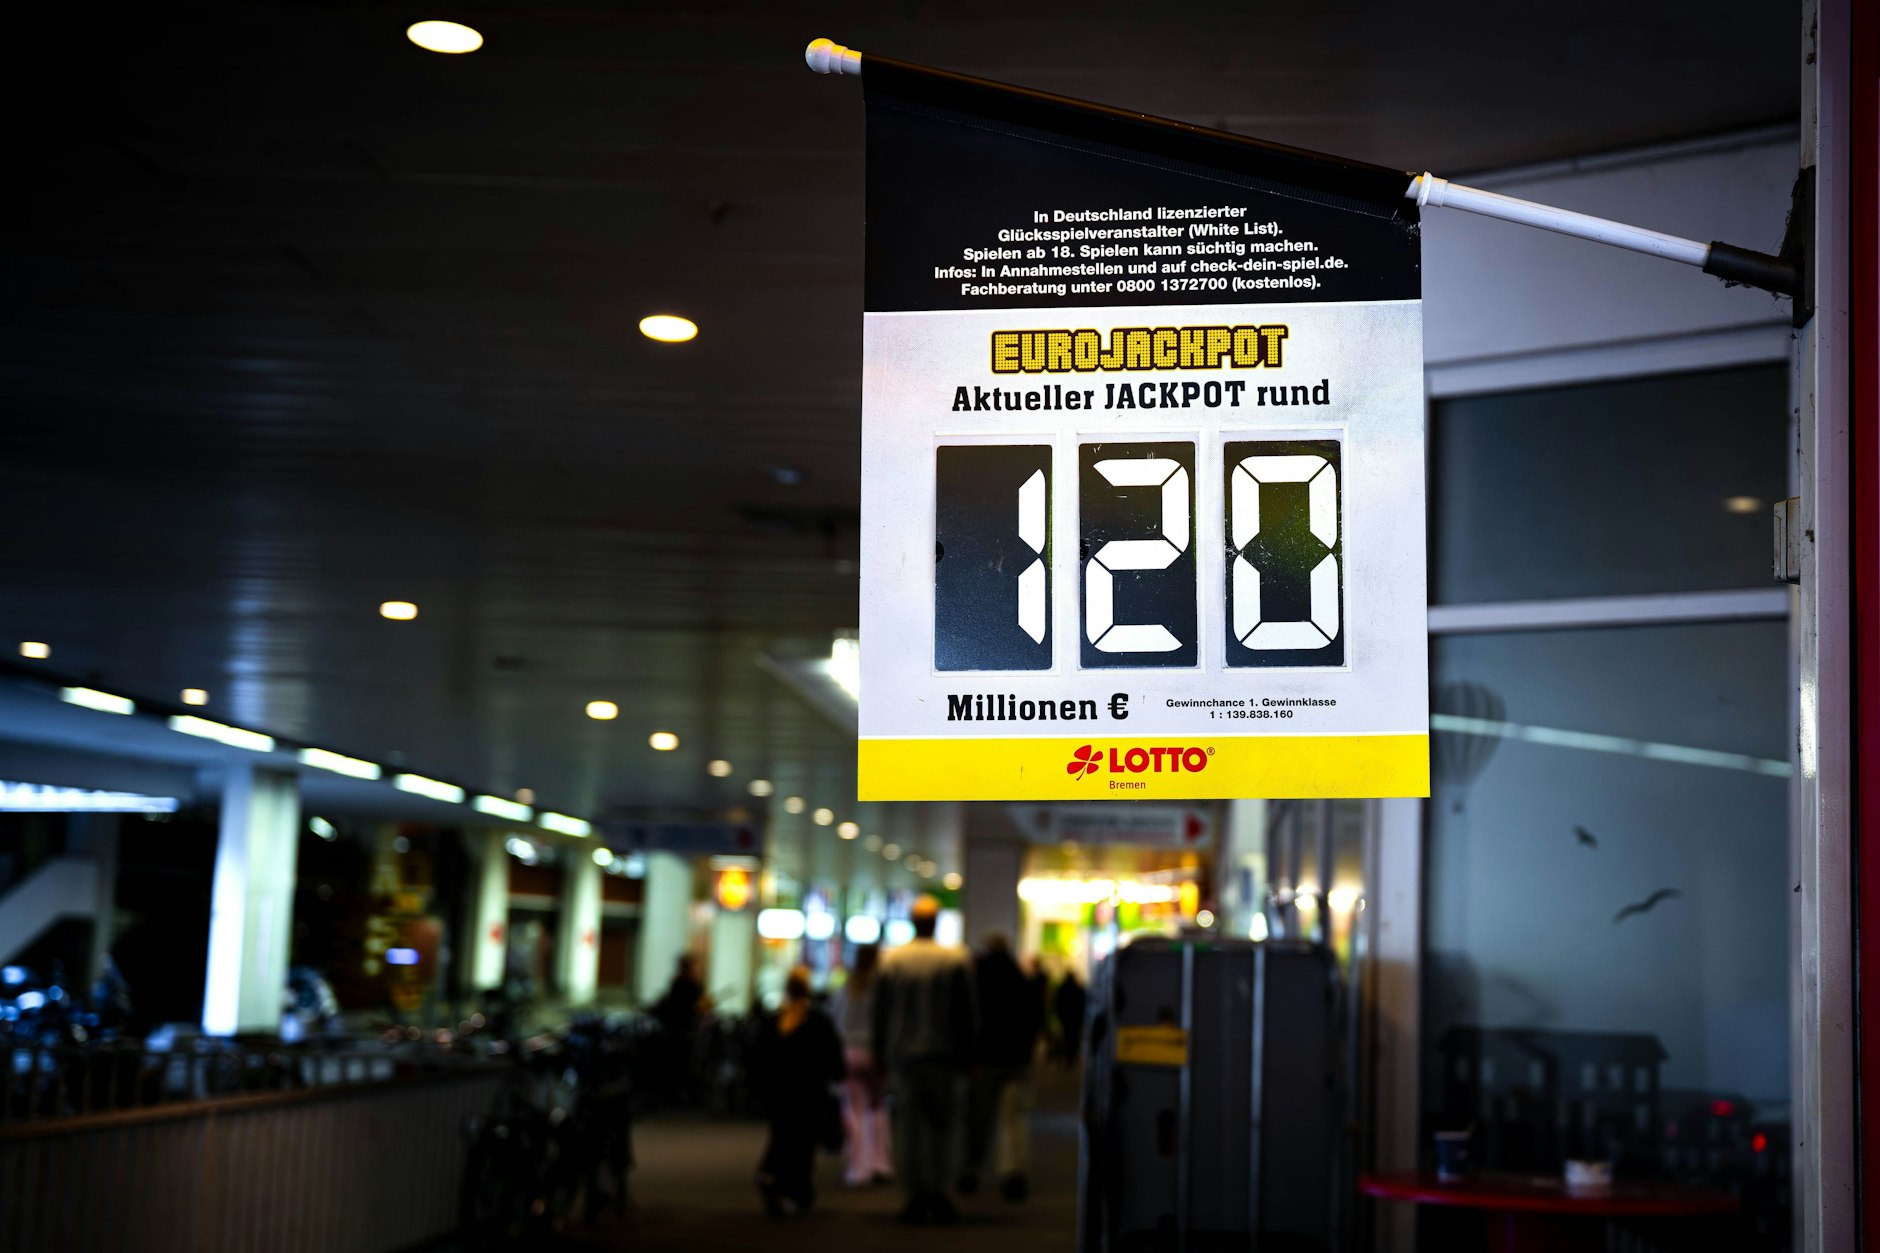 In Deutschland lizenzierter
Glücksspielveranstalter (White List).
Spielen ab 18. Spielen kann süchtig machen.
Infos: In Annahmestellen und auf check-dein-spiel.de.
Fachberatung unter 0800 1372700 (kostenlos).
EUROJACKPOT
Aktueller JACKPOT rund
120
Millionen €
Gewinnchance 1. Gewinnklasse
1 : 139.838.160
LOTTO®
Bremen